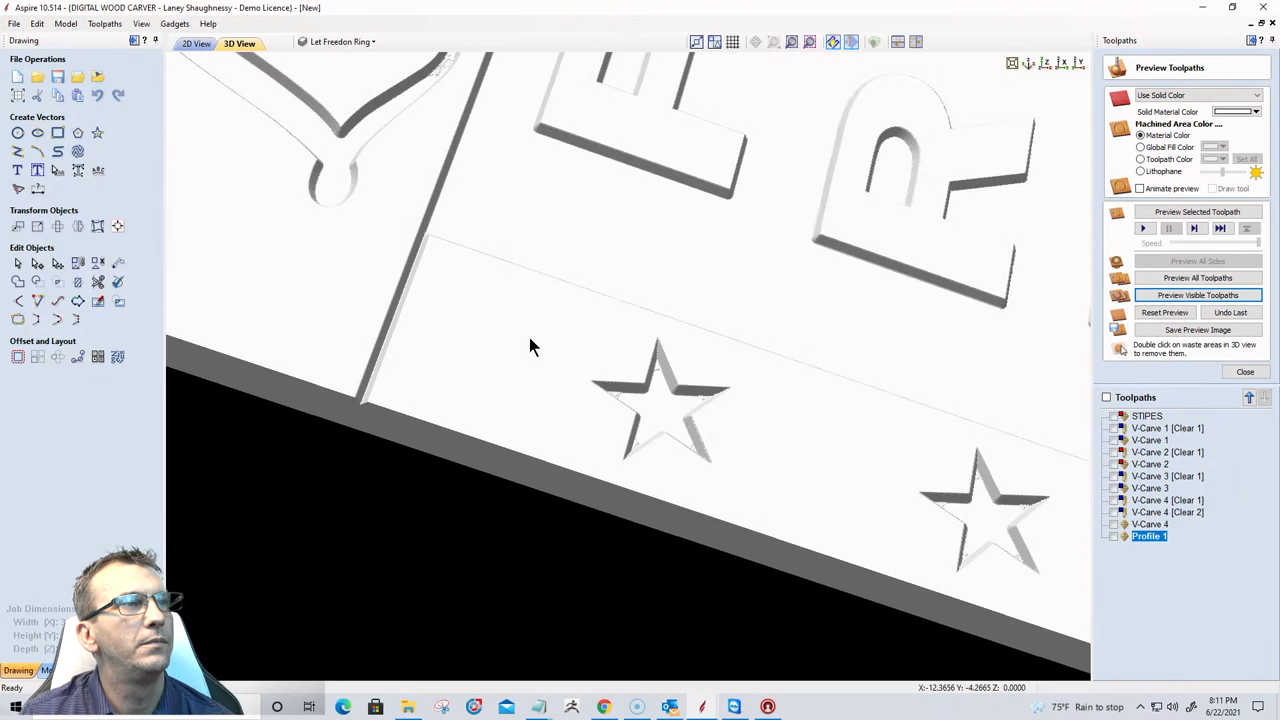 Aspire 10.514 - {DIGITAL WOOD CARVER - Laney Shaughnessy - Demo Licence} - [New]
File Edit Model Toolpaths View Gadgets Help
Drawing
2D View 3D View Let Freedon Ring
Toolpaths
File Operations
Create Vectors
Transform Objects
Edit Objects
Offset and Layout
Preview Toolpaths
Use Solid Color
Solid Material Color
Machined Area Color ....
Material Color
Global Fill Color
Toolpath Color Set All
Lithophane
Animate preview Draw tool
Preview Selected Toolpath
Speed
Preview All Sides
Preview All Toolpaths
Preview Visible Toolpaths
Reset Preview Undo Last
Save Preview Image
Double click on waste areas in 3D view
to remove them.
Close
Toolpaths
STIPES
V-Carve 1 [Clear 1]
V-Carve 1
V-Carve 2 [Clear 1]
V-Carve 2
V-Carve 3 [Clear 1]
V-Carve 3
V-Carve 4 [Clear 1]
V-Carve 4 [Clear 2]
V-Carve 4
Profile 1
Job Dimensions
Width [X]: 3
Height [Y]:
Depth [Z]:
Drawing
Ready X:-12.3656 Y: -4.2665 Z: 0.0000
75°F Rain to stop 8:11 PM
6/22/2021